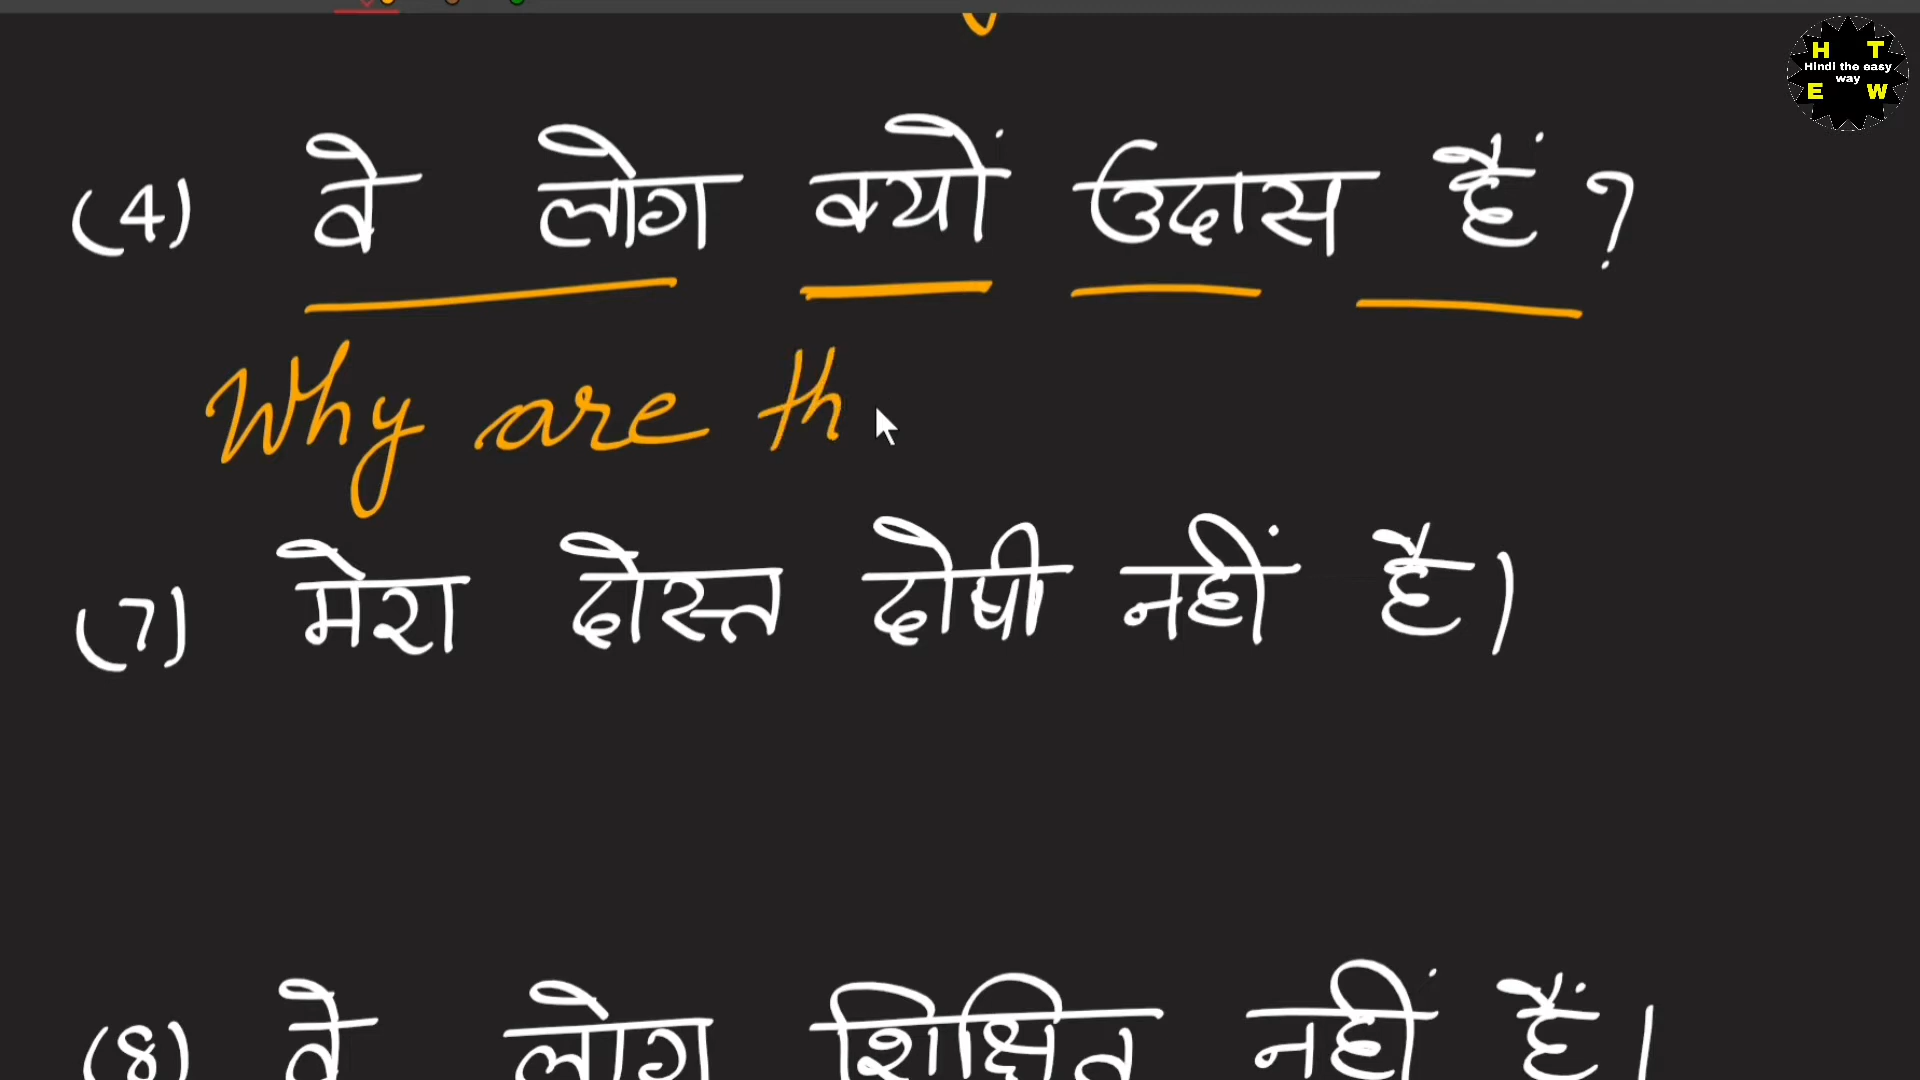 H T
Hindi the easy
way
E W
(4) वे लोग क्यों उदास हैं ?
Why are th
(7) मेरा दोस्त दोषी नहीं है।
(8) वे लोग शिक्षित नहीं हैं।